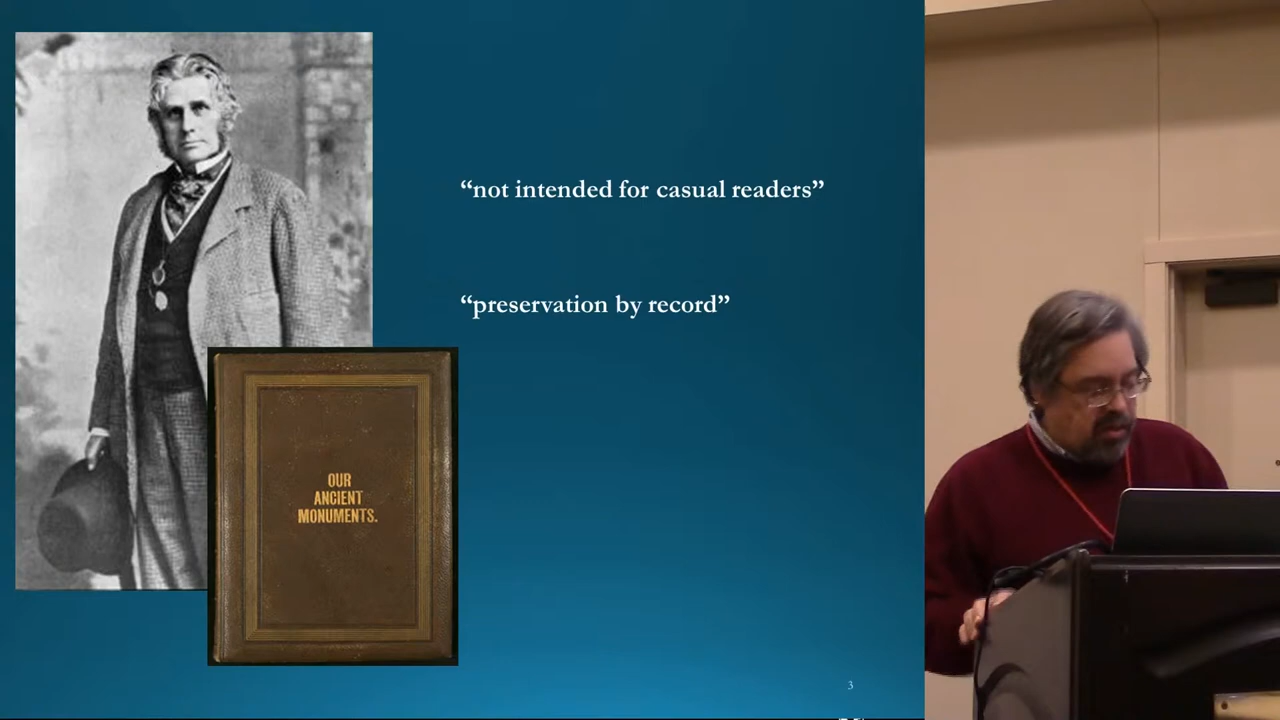 “not intended for casual readers”
“preservation by record”
OUR
ANCIENT
MONUMENTS.
3